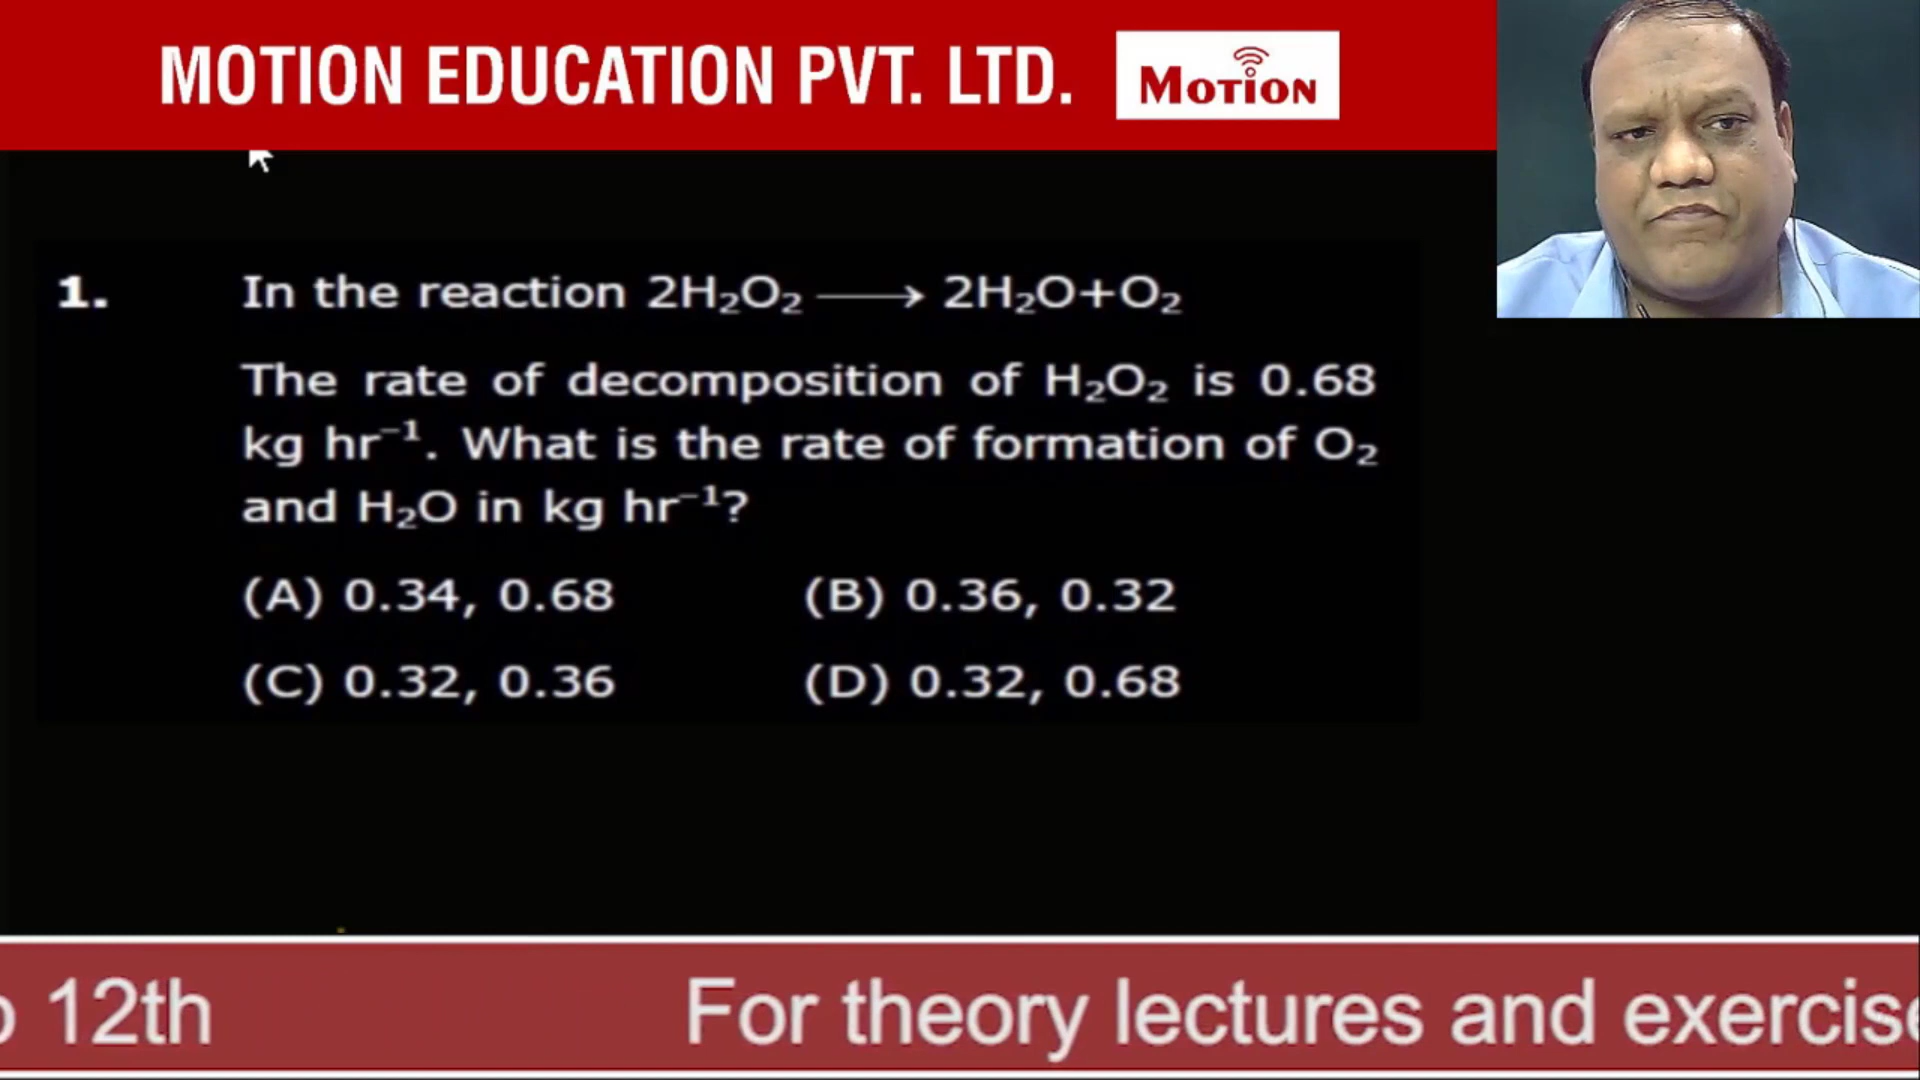 MOTION EDUCATION PVT. LTD.
MOTION
1. In the reaction 2H₂O₂ ⟶ 2H₂O+O₂
The rate of decomposition of H₂O₂ is 0.68
kg hr⁻¹. What is the rate of formation of O₂
and H₂O in kg hr⁻¹?
(A) 0.34, 0.68 (B) 0.36, 0.32
(C) 0.32, 0.36 (D) 0.32, 0.68
12th For theory lectures and exercise